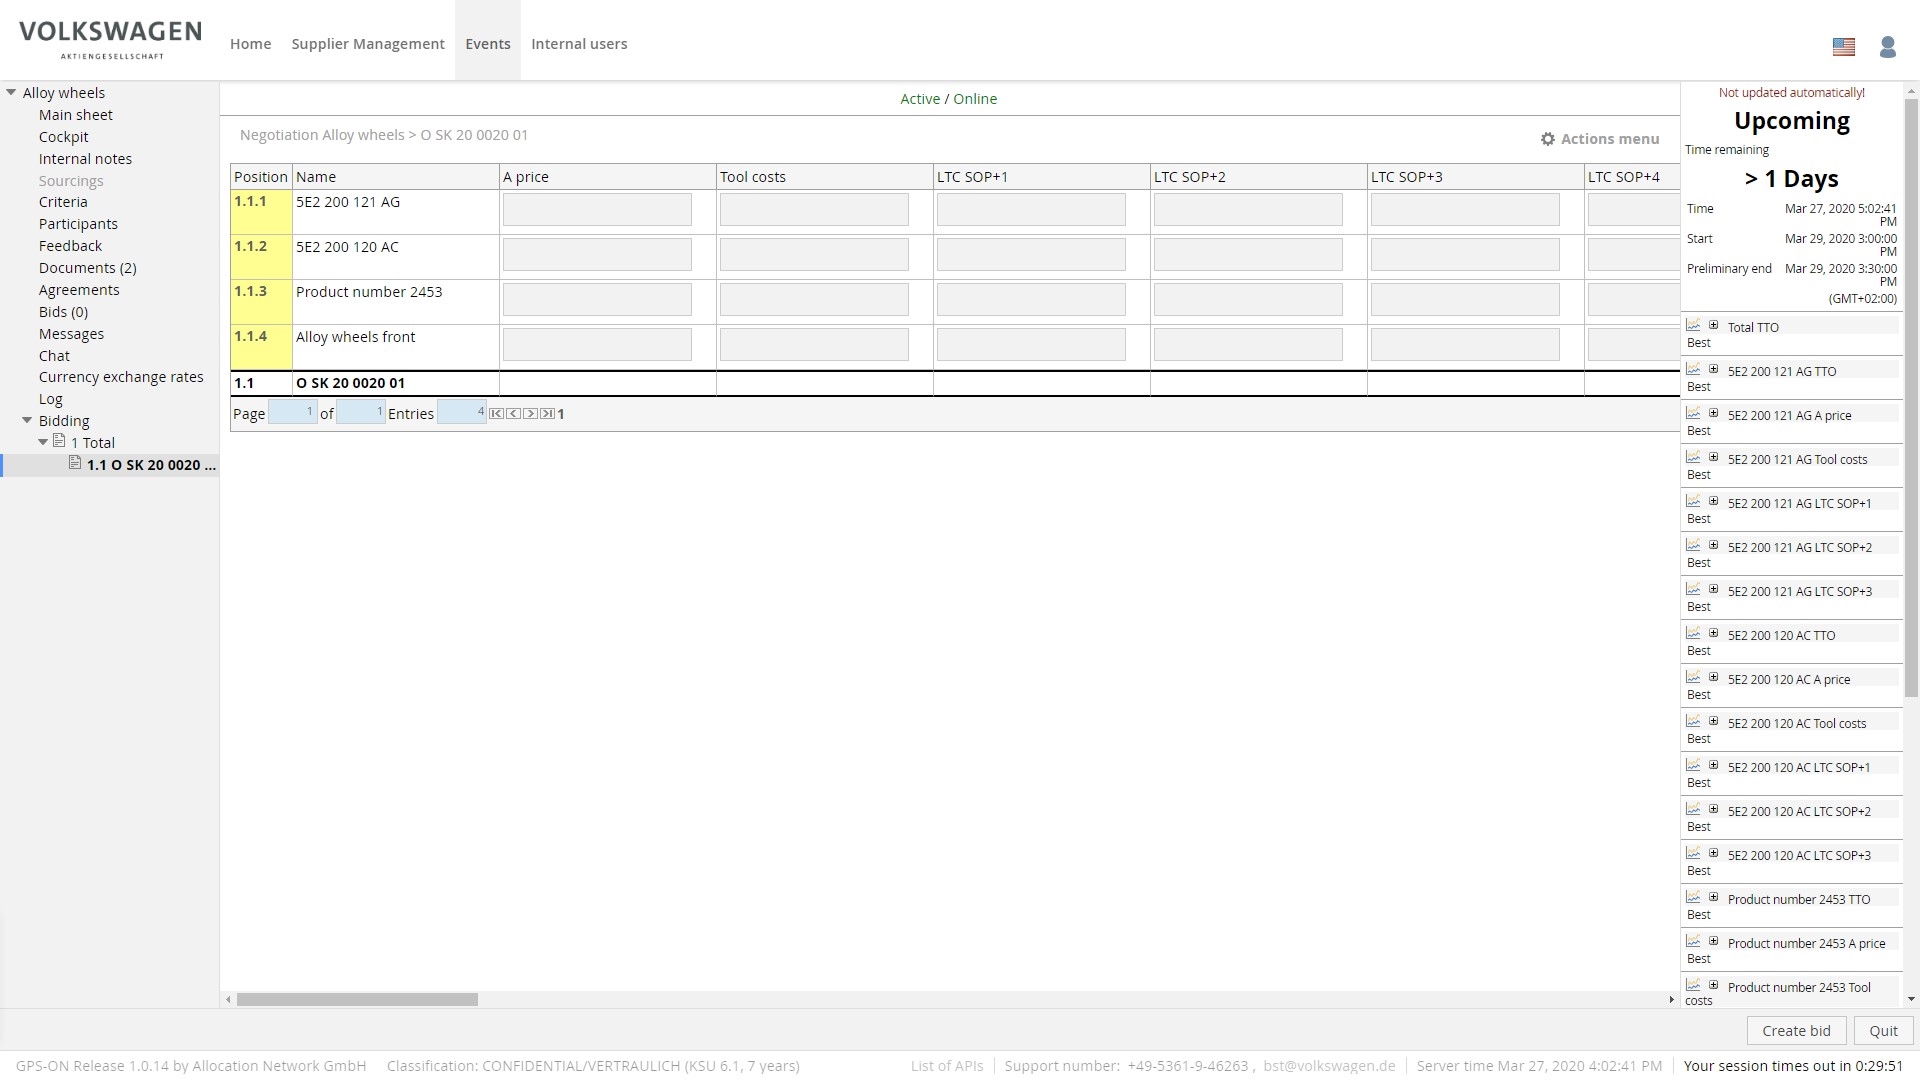 VOLKSWAGEN
AKTIENGESELLSCHAFT
Home Supplier Management Events Internal users
Alloy wheels
Main sheet
Cockpit
Internal notes
Sourcings
Criteria
Participants
Feedback
Documents (2)
Agreements
Bids (0)
Messages
Chat
Currency exchange rates
Log
Bidding
1 Total
1.1 O SK 20 0020 ...
Active / Online
Negotiation Alloy wheels > O SK 20 0020 01
Actions menu
Position Name A price Tool costs LTC SOP+1 LTC SOP+2 LTC SOP+3 LTC SOP+4
1.1.1 5E2 200 121 AG
1.1.2 5E2 200 120 AC
1.1.3 Product number 2453
1.1.4 Alloy wheels front
1.1 O SK 20 0020 01
Page 1 of 1 Entries 4 1
Not updated automatically!
Upcoming
Time remaining
> 1 Days
Time Mar 27, 2020 5:02:41
PM
Start Mar 29, 2020 3:00:00
PM
Preliminary end Mar 29, 2020 3:30:00
PM
(GMT+02:00)
Total TTO
Best
5E2 200 121 AG TTO
Best
5E2 200 121 AG A price
Best
5E2 200 121 AG Tool costs
Best
5E2 200 121 AG LTC SOP+1
Best
5E2 200 121 AG LTC SOP+2
Best
5E2 200 121 AG LTC SOP+3
Best
5E2 200 120 AC TTO
Best
5E2 200 120 AC A price
Best
5E2 200 120 AC Tool costs
Best
5E2 200 120 AC LTC SOP+1
Best
5E2 200 120 AC LTC SOP+2
Best
5E2 200 120 AC LTC SOP+3
Best
Product number 2453 TTO
Best
Product number 2453 A price
Best
Product number 2453 Tool
costs
Create bid Quit
GPS-ON Release 1.0.14 by Allocation Network GmbH Classification: CONFIDENTIAL/VERTRAULICH (KSU 6.1, 7 years) List of APIs Support number: +49-5361-9-46263 , bst@volkswagen.de Server time Mar 27, 2020 4:02:41 PM Your session times out in 0:29:51